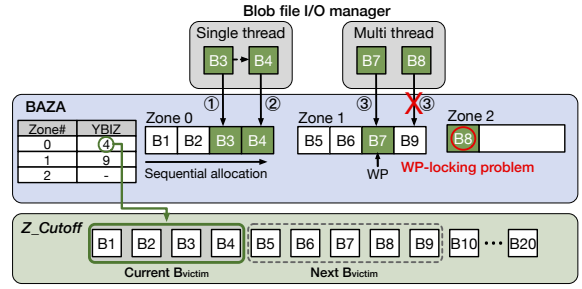 Blob file I/O manager
Single thread
B3 B4
Multi thread
B7 B8
① ② ③ X③
BAZA
Zone# YBIZ
0 4
1 9
2 -
Zone 0
B1 B2 B3 B4
Sequential allocation
Zone 1
B5 B6 B7 B9
WP
Zone 2
B8
WP-locking problem
Z_Cutoff
B1 B2 B3 B4 B5 B6 B7 B8 B9 B10 ··· B20
Current Bvictim
Next Bvictim